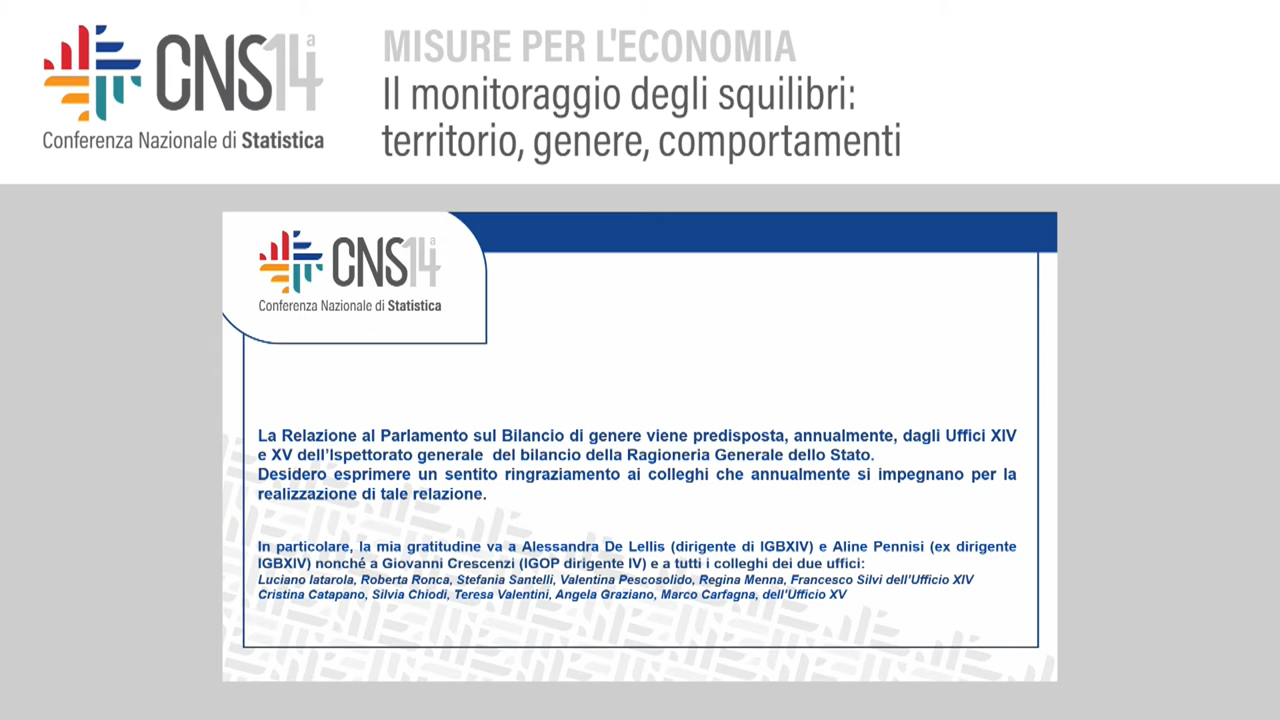 CNS14a
Conferenza Nazionale di Statistica
MISURE PER L'ECONOMIA
Il monitoraggio degli squilibri:
territorio, genere, comportamenti
CNS14a
Conferenza Nazionale di Statistica
La Relazione al Parlamento sul Bilancio di genere viene predisposta, annualmente, dagli Uffici XIV
e XV dell'Ispettorato generale del bilancio della Ragioneria Generale dello Stato.
Desidero esprimere un sentito ringraziamento ai colleghi che annualmente si impegnano per la
realizzazione di tale relazione.
In particolare, la mia gratitudine va a Alessandra De Lellis (dirigente di IGBXIV) e Aline Pennisi (ex dirigente
IGBXIV) nonché a Giovanni Crescenzi (IGOP dirigente IV) e a tutti i colleghi dei due uffici:
Luciano Iatarola, Roberta Ronca, Stefania Santelli, Valentina Pescosolido, Regina Menna, Francesco Silvi dell'Ufficio XIV
Cristina Catapano, Silvia Chiodi, Teresa Valentini, Angela Graziano, Marco Carfagna, dell'Ufficio XV